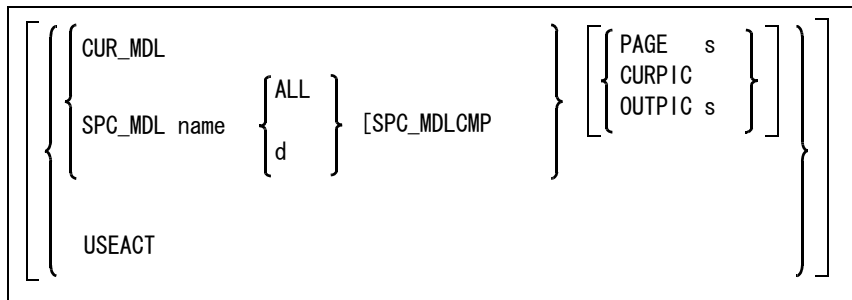 CUR_MDL
PAGE s
CURPIC
OUTPIC s
SPC_MDL name
ALL
d
[SPC_MDLCMP
USEACT